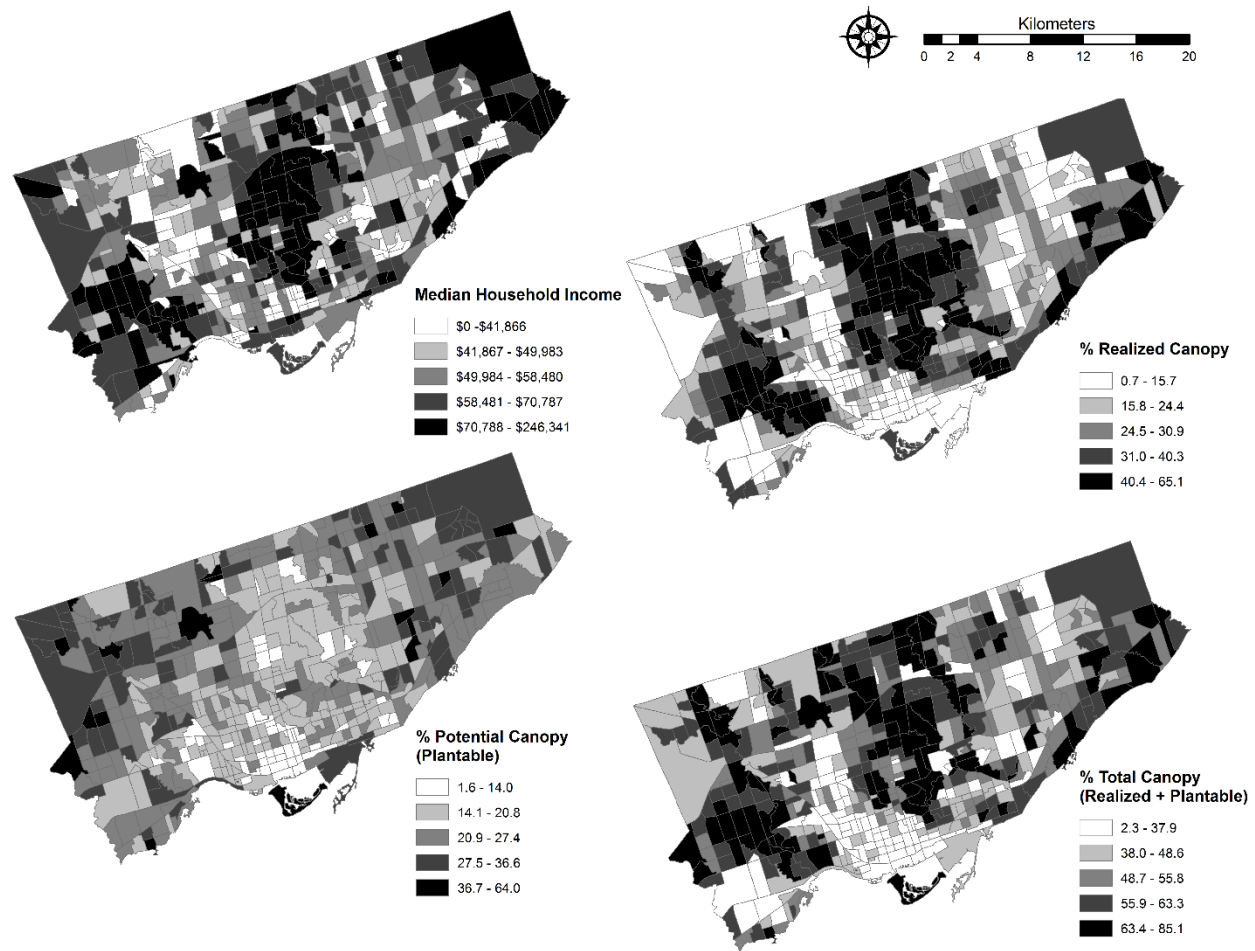 Kilometers
0 2 4 8 12 16 20
Median Household Income
$0 -$41,866
$41,867 - $49,983
$49,984 - $58,480
$58,481 - $70,787
$70,788 - $246,341
% Realized Canopy
0.7 - 15.7
15.8 - 24.4
24.5 - 30.9
31.0 - 40.3
40.4 - 65.1
% Potential Canopy
(Plantable)
1.6 - 14.0
14.1 - 20.8
20.9 - 27.4
27.5 - 36.6
36.7 - 64.0
% Total Canopy
(Realized + Plantable)
2.3 - 37.9
38.0 - 48.6
48.7 - 55.8
55.9 - 63.3
63.4 - 85.1